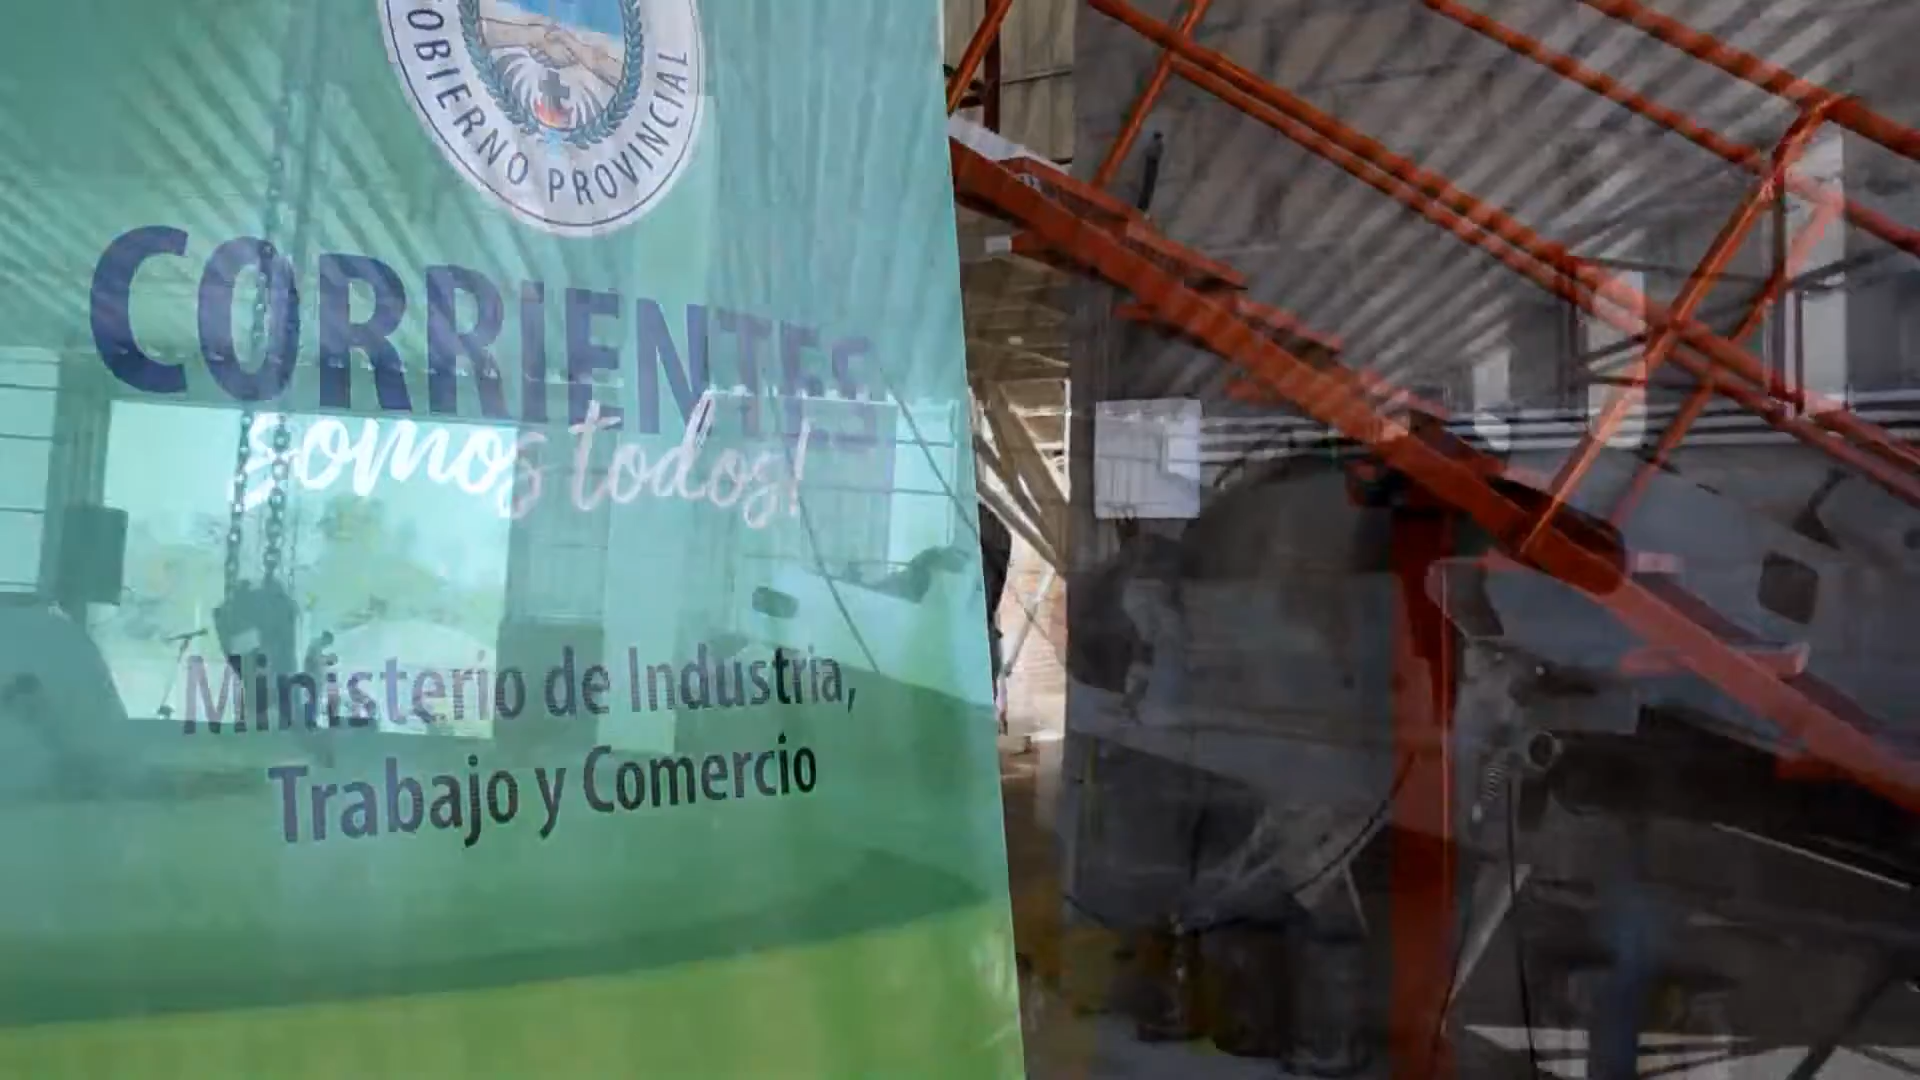 GOBIERNO PROVINCIAL
CORRIENTES
somos todos!
Ministerio de Industria,
Trabajo y Comercio